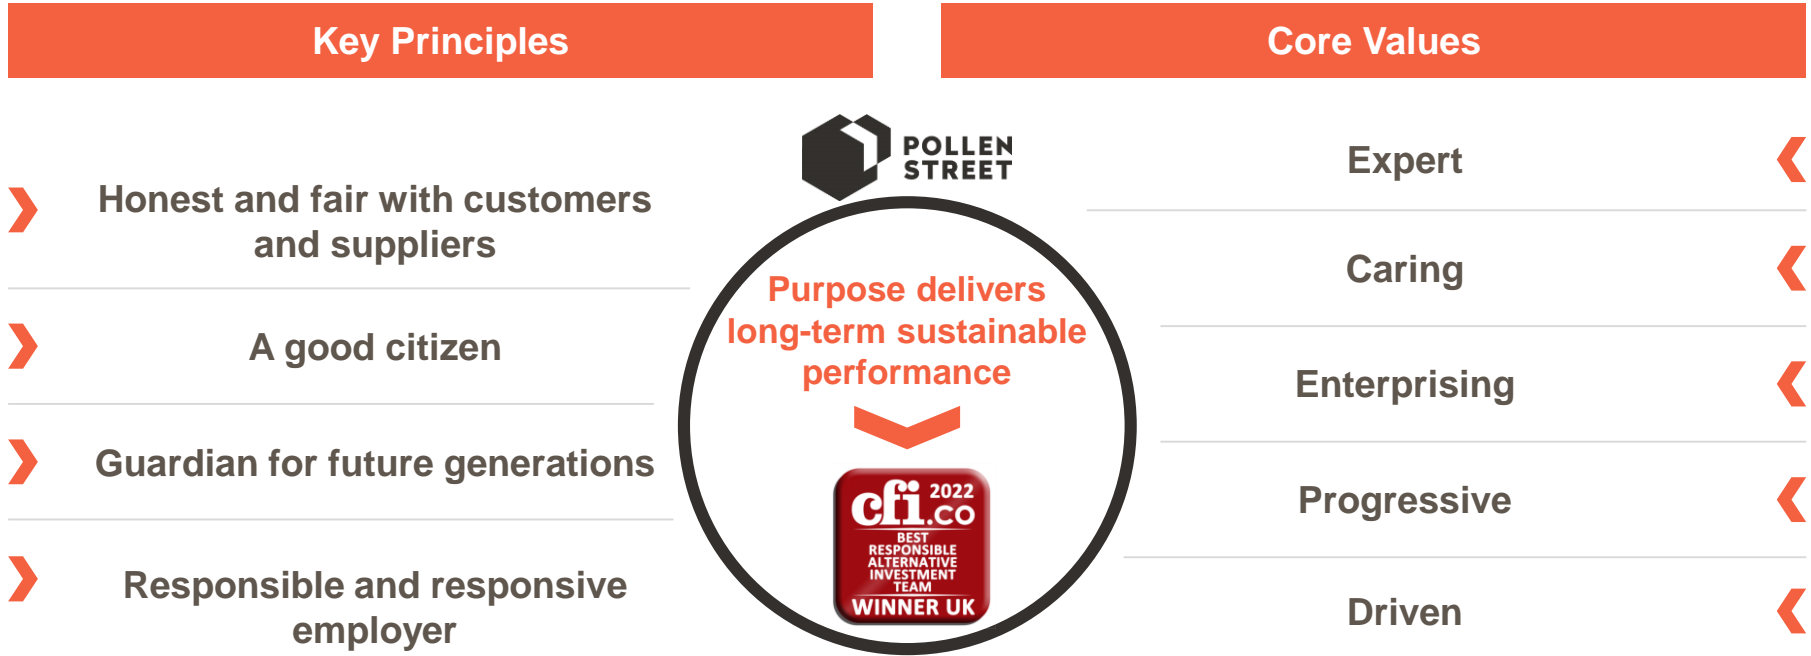 Key Principles
Core Values
Honest and fair with customers
and suppliers
A good citizen
Guardian for future generations
Responsible and responsive
employer
POLLEN
STREET
Purpose delivers
long-term sustainable
performance
cfi.co 2022
BEST
RESPONSIBLE
ALTERNATIVE
INVESTMENT
TEAM
WINNER UK
Expert
Caring
Enterprising
Progressive
Driven